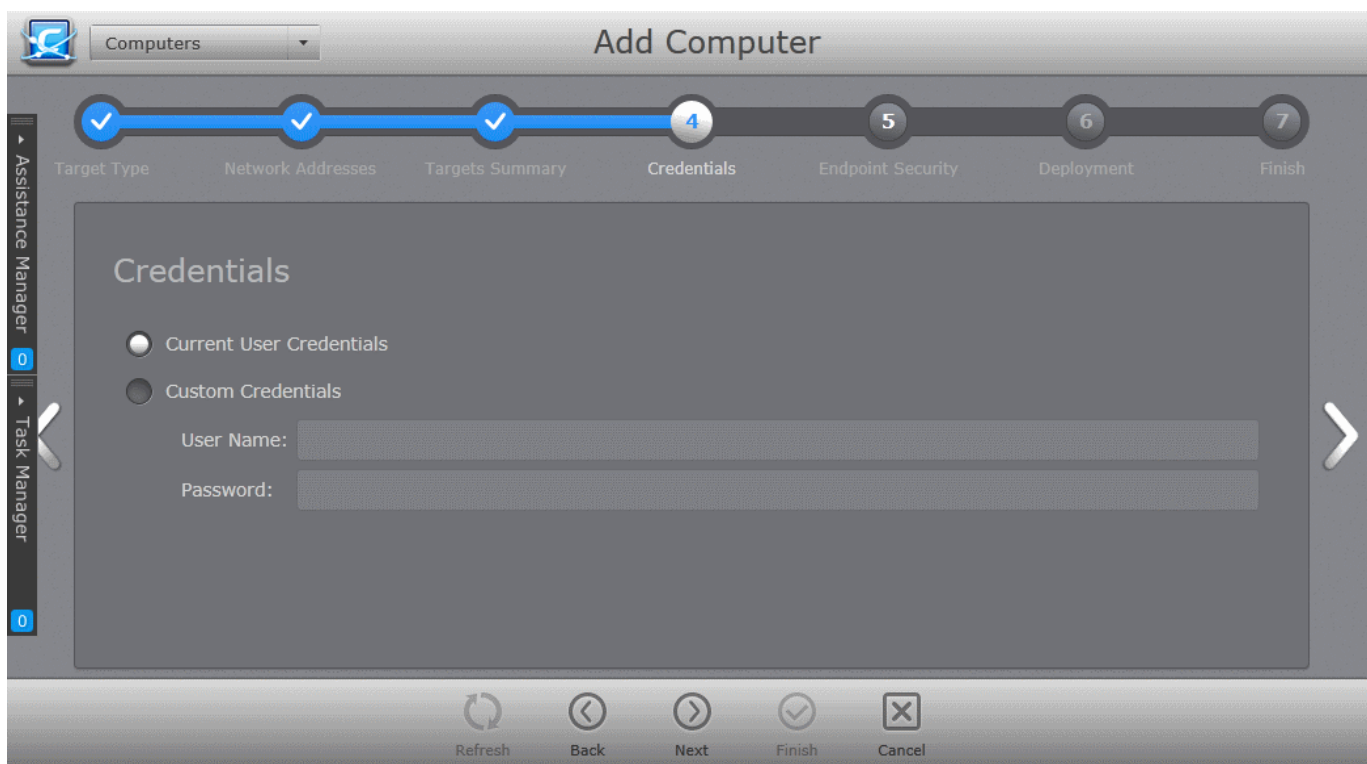 Computers
Add Computer
4
5
6
7
Target Type
Network Addresses
Targets Summary
Credentials
Endpoint Security
Deployment
Finish
Assistance Manager
0
Task Manager
0
Credentials
Current User Credentials
Custom Credentials
User Name:
Password:
Refresh
Back
Next
Finish
Cancel